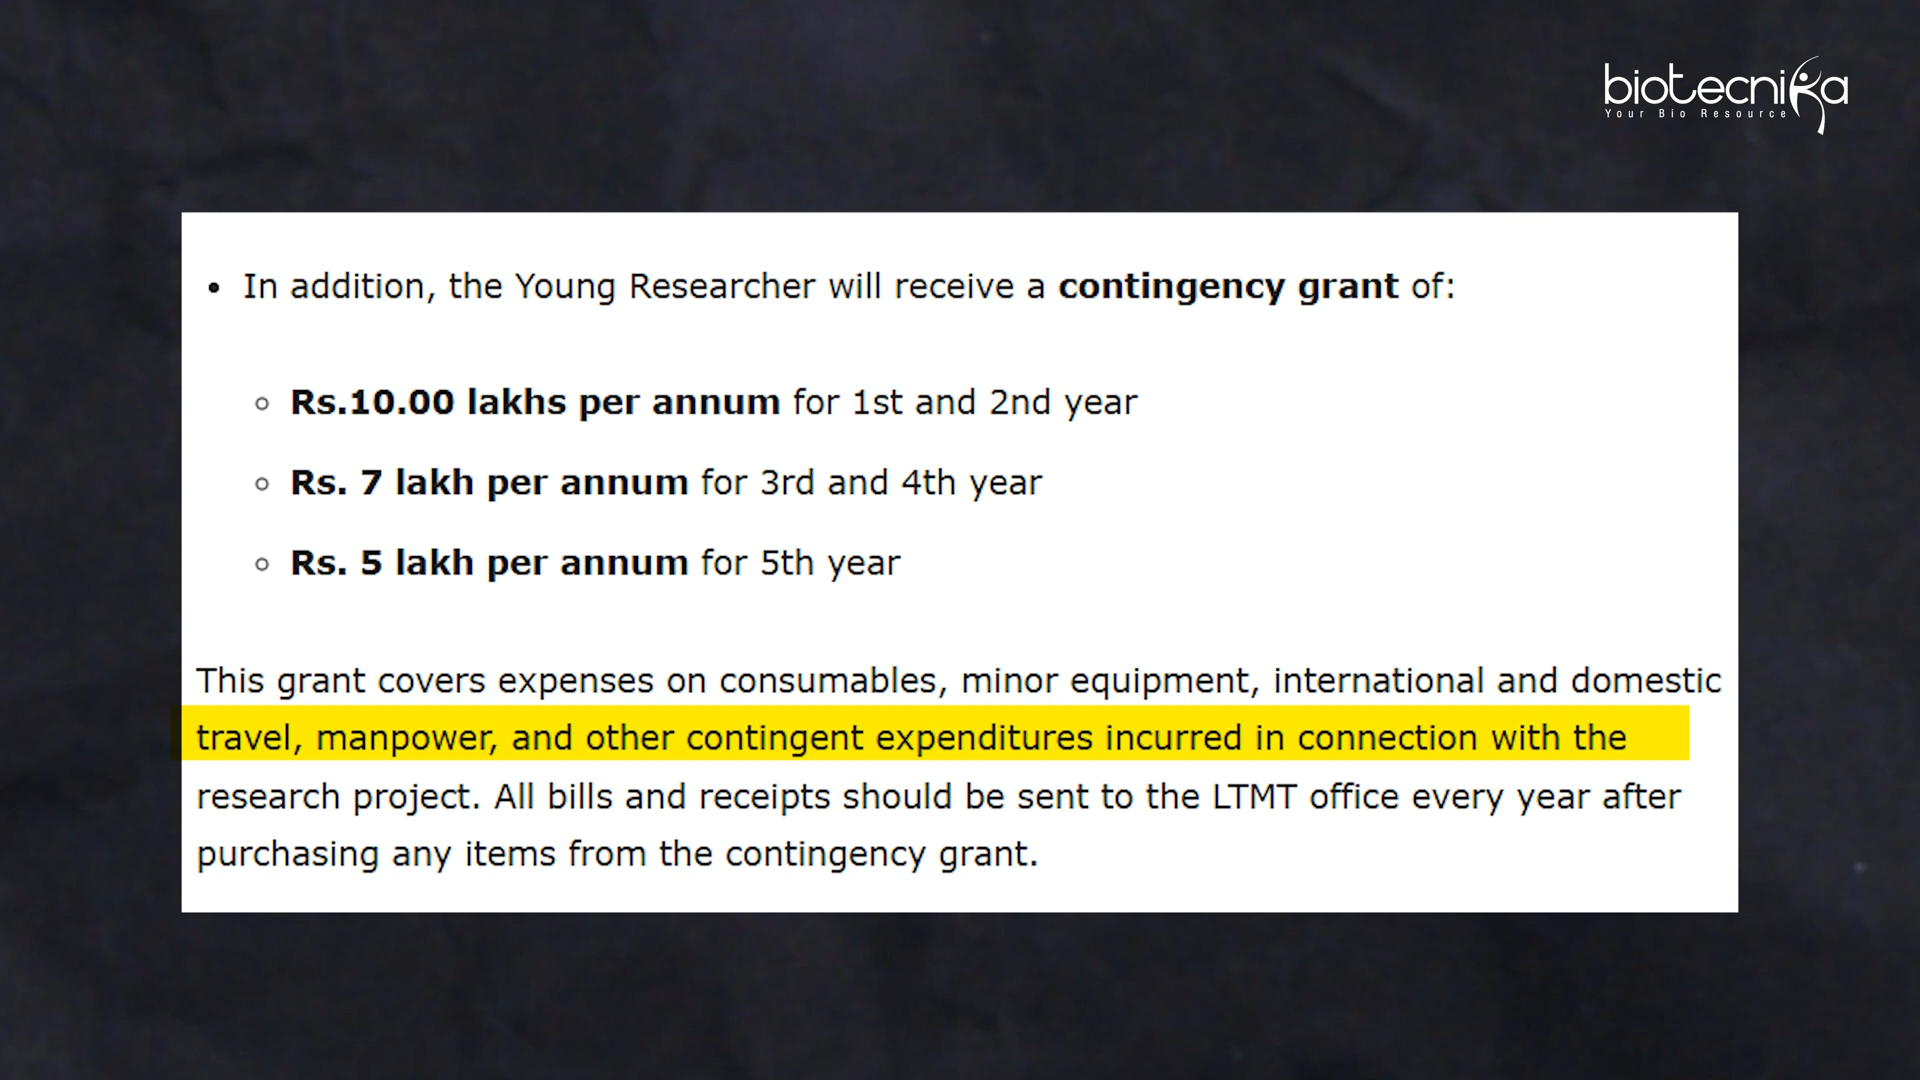 biotecnika
Your Bio Resource
• In addition, the Young Researcher will receive a contingency grant of:
◦ Rs.10.00 lakhs per annum for 1st and 2nd year
◦ Rs. 7 lakh per annum for 3rd and 4th year
◦ Rs. 5 lakh per annum for 5th year
This grant covers expenses on consumables, minor equipment, international and domestic
travel, manpower, and other contingent expenditures incurred in connection with the
research project. All bills and receipts should be sent to the LTMT office every year after
purchasing any items from the contingency grant.